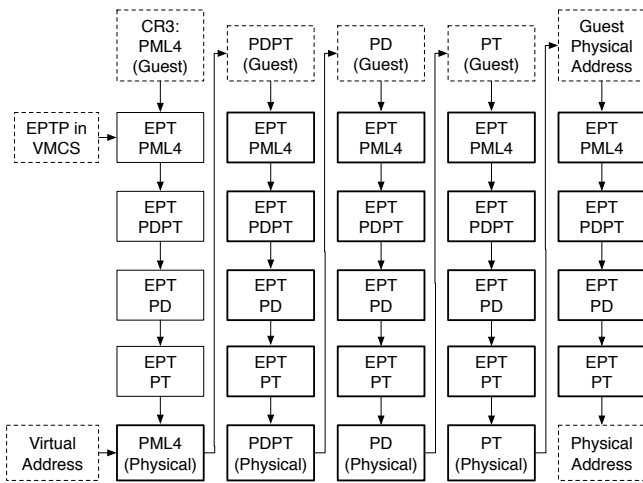 CR3:
PML4
(Guest)
PDPT
(Guest)
PD
(Guest)
PT
(Guest)
Guest
Physical
Address
EPTP in
VMCS
EPT
PML4
EPT
PML4
EPT
PML4
EPT
PML4
EPT
PML4
EPT
PDPT
EPT
PDPT
EPT
PDPT
EPT
PDPT
EPT
PDPT
EPT
PD
EPT
PD
EPT
PD
EPT
PD
EPT
PD
EPT
PT
EPT
PT
EPT
PT
EPT
PT
EPT
PT
Virtual
Address
PML4
(Physical)
PDPT
(Physical)
PD
(Physical)
PT
(Physical)
Physical
Address